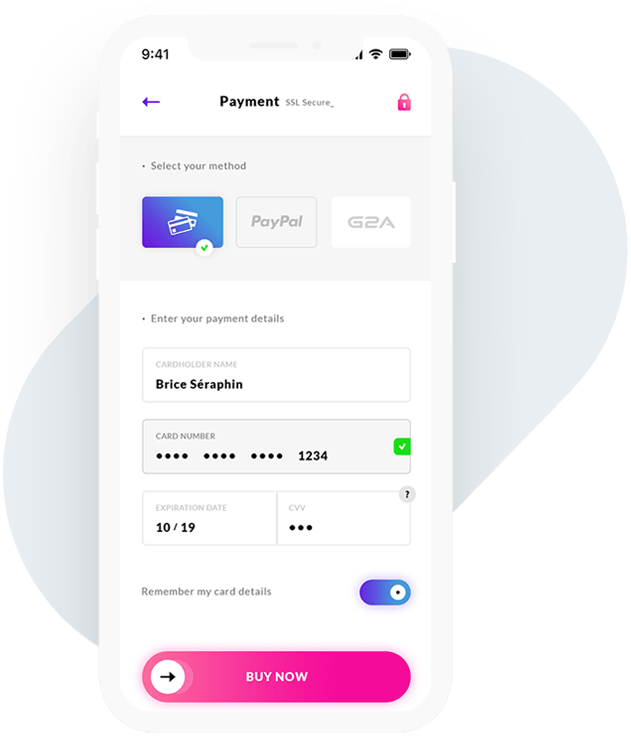 9:41
Payment SSL Secure_
· Select your method
PayPal G2A
· Enter your payment details
CARDHOLDER NAME
Brice Séraphin
CARD NUMBER
•••• •••• •••• 1234
?
EXPIRATION DATE CVV
10 / 19 •••
Remember my card details
BUY NOW